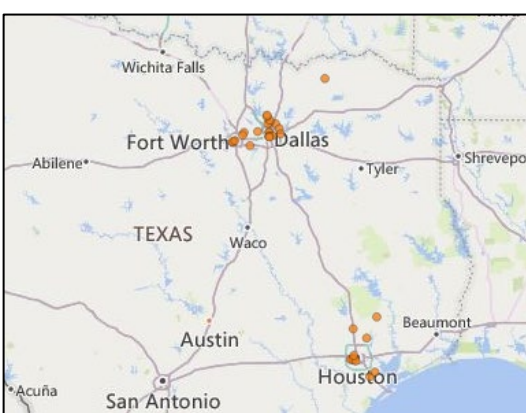 Wichita Falls
Fort Worth
Dallas
Abilene
Tyler
Shrevepo
TEXAS
Waco
Beaumont
Austin
Houston
Acuña
San Antonio